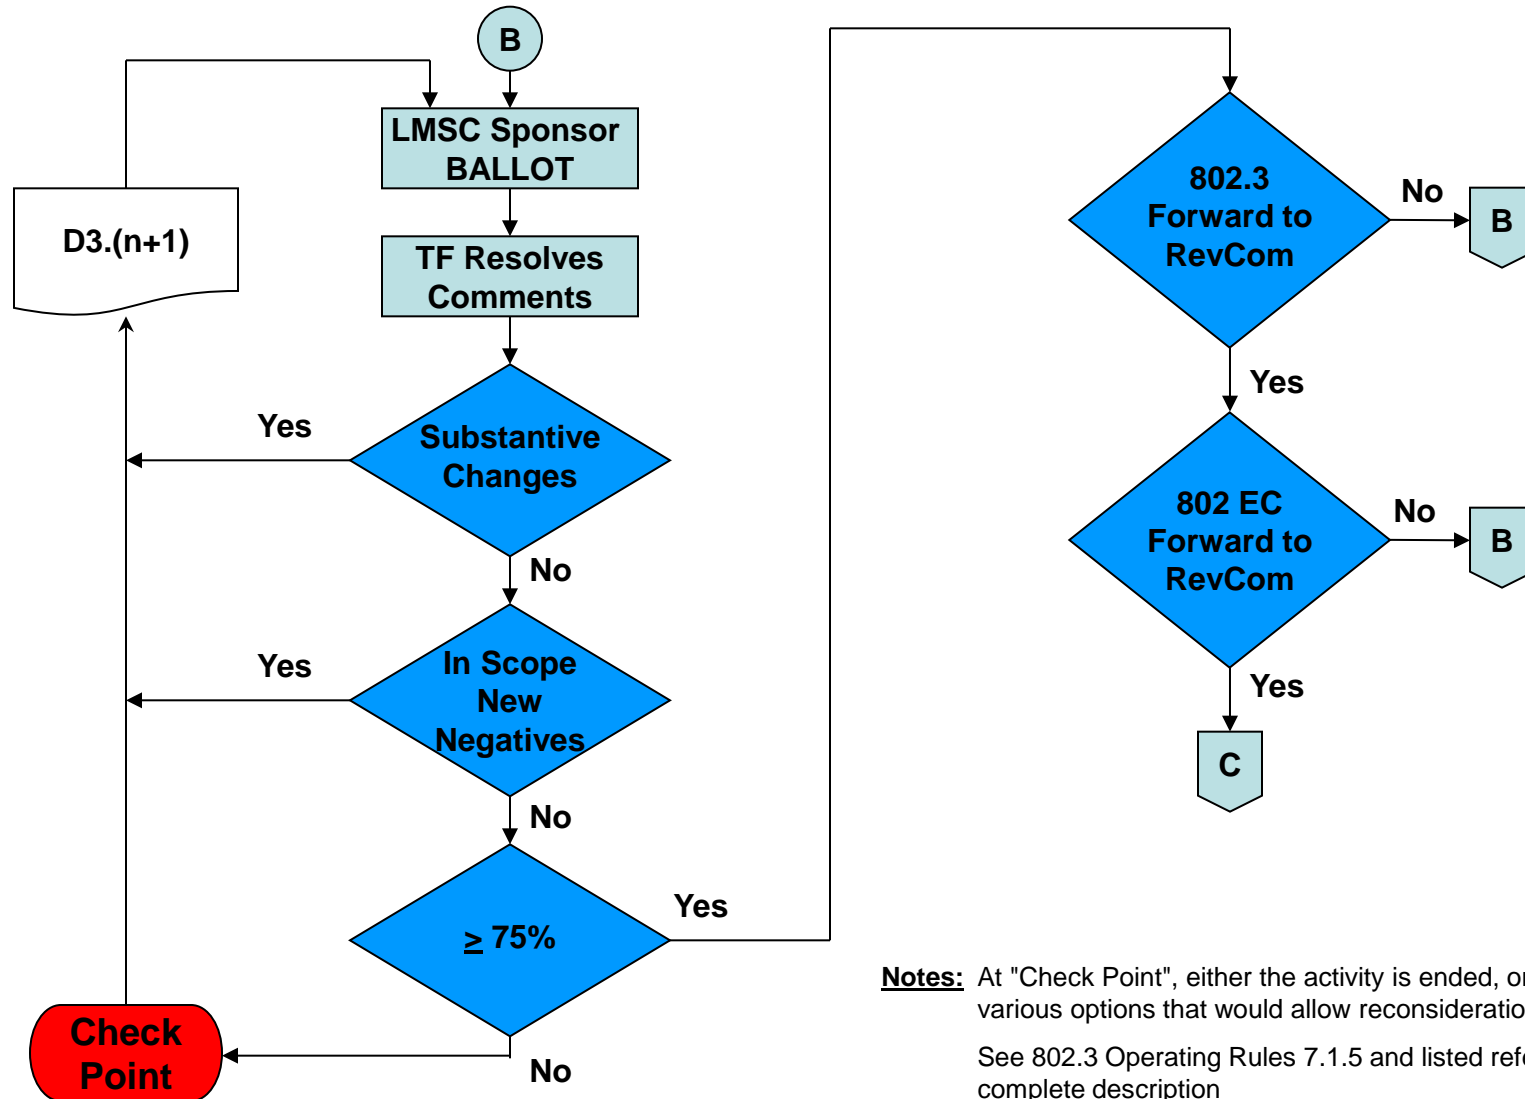 B
LMSC Sponsor
BALLOT
D3.(n+1)
TF Resolves
Comments
Yes
Substantive
Changes
No
Yes
In Scope
New
Negatives
No
≥ 75%
Yes
No
Check
Point
802.3
Forward to
RevCom
No
B
Yes
802 EC
Forward to
RevCom
No
B
Yes
C
Notes: At "Check Point", either the activity is ended, or
various options that would allow
See 802.3 Operating Rules 7.1.5 and listed
complete description